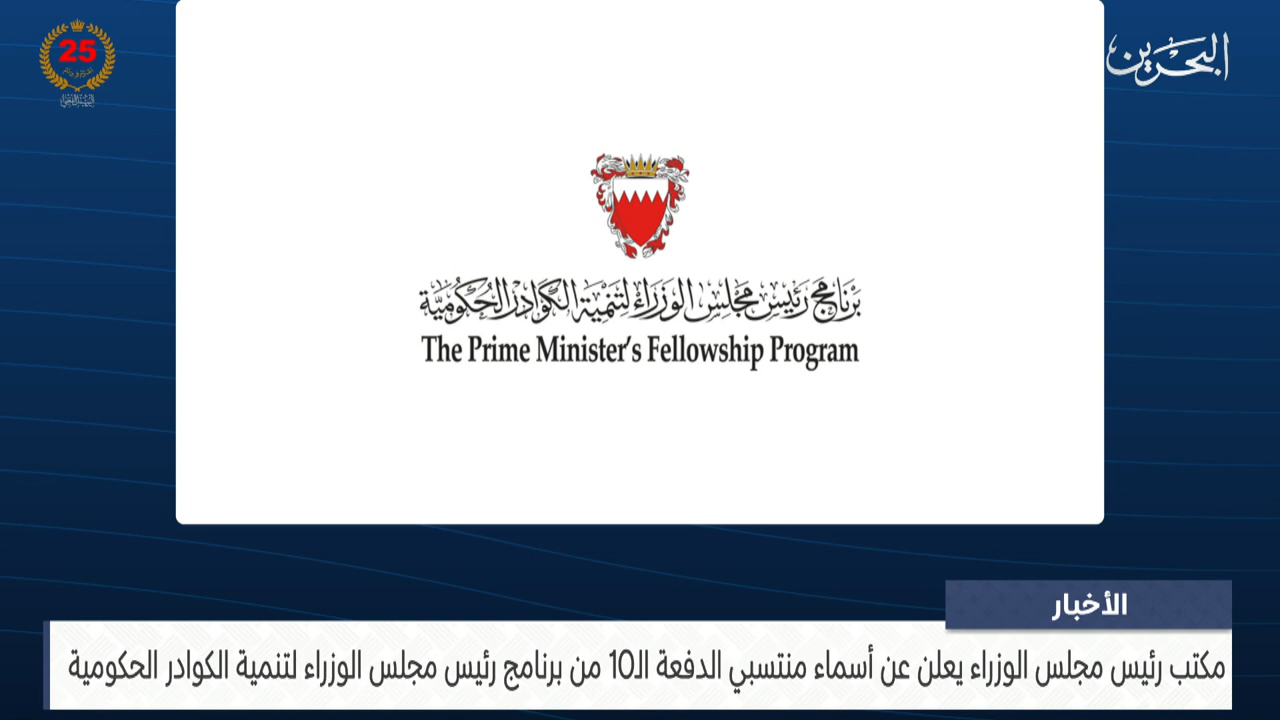 البحرين
25
برنامج رئيس مجلس الوزراء لتنمية الكوادر الحكومية
The Prime Minister's Fellowship Program
الأخبار
مكتب رئيس مجلس الوزراء يعلن عن أسماء منتسبي الدفعة الـ10 من برنامج رئيس مجلس الوزراء لتنمية الكوادر الحكومية